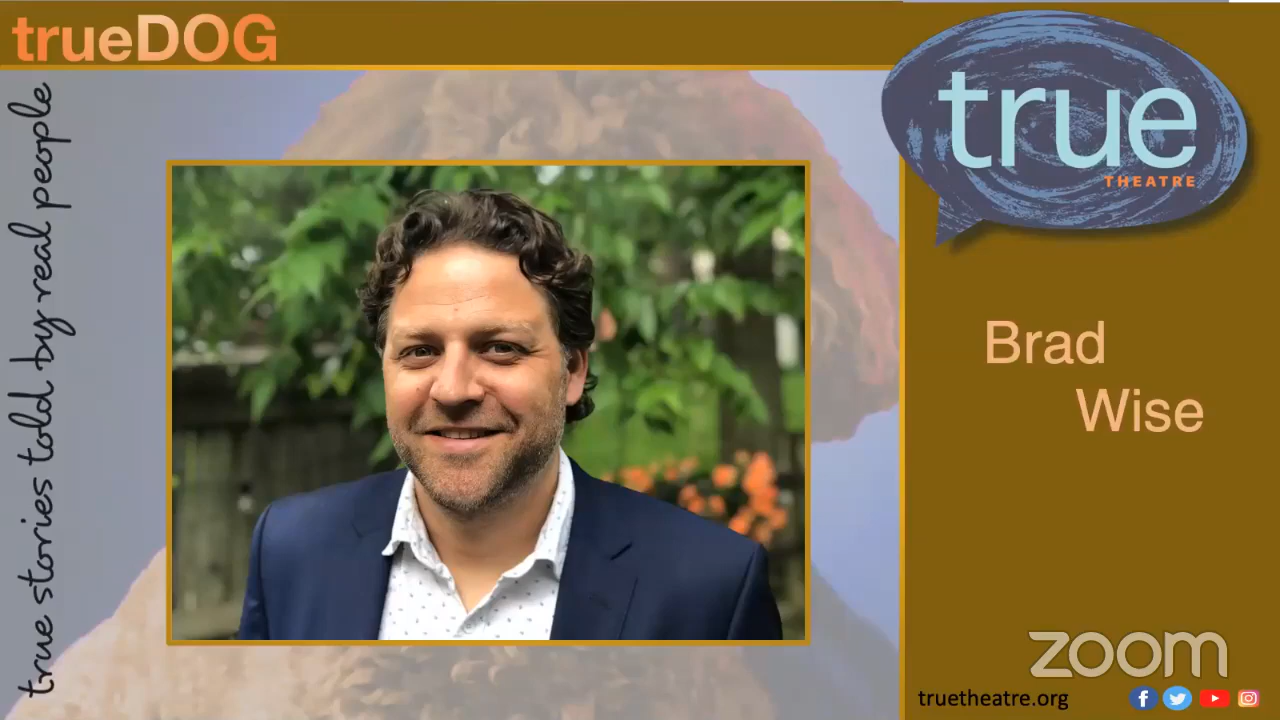 trueDOG
true stories told by real people
true
THEATRE
Brad
Wise
zoom
truetheatre.org